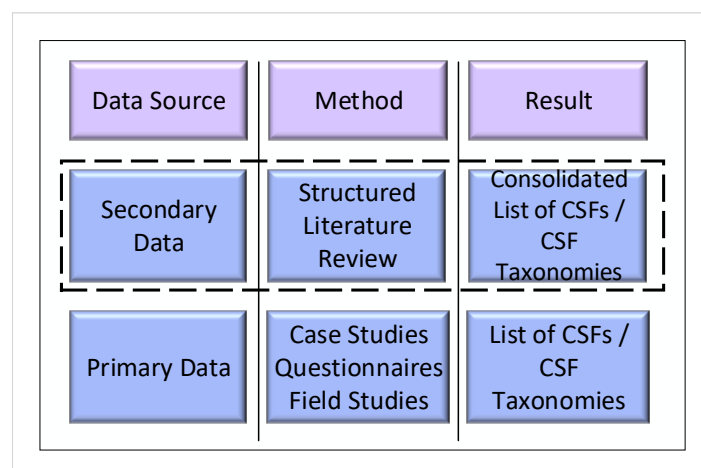 Data Source
Method
Result
Secondary
Data
Structured
Literature
Review
Consolidated
List of CSFs /
CSF
Taxonomies
Primary Data
Case Studies
Questionnaires
Field Studies
List of CSFs /
CSF
Taxonomies